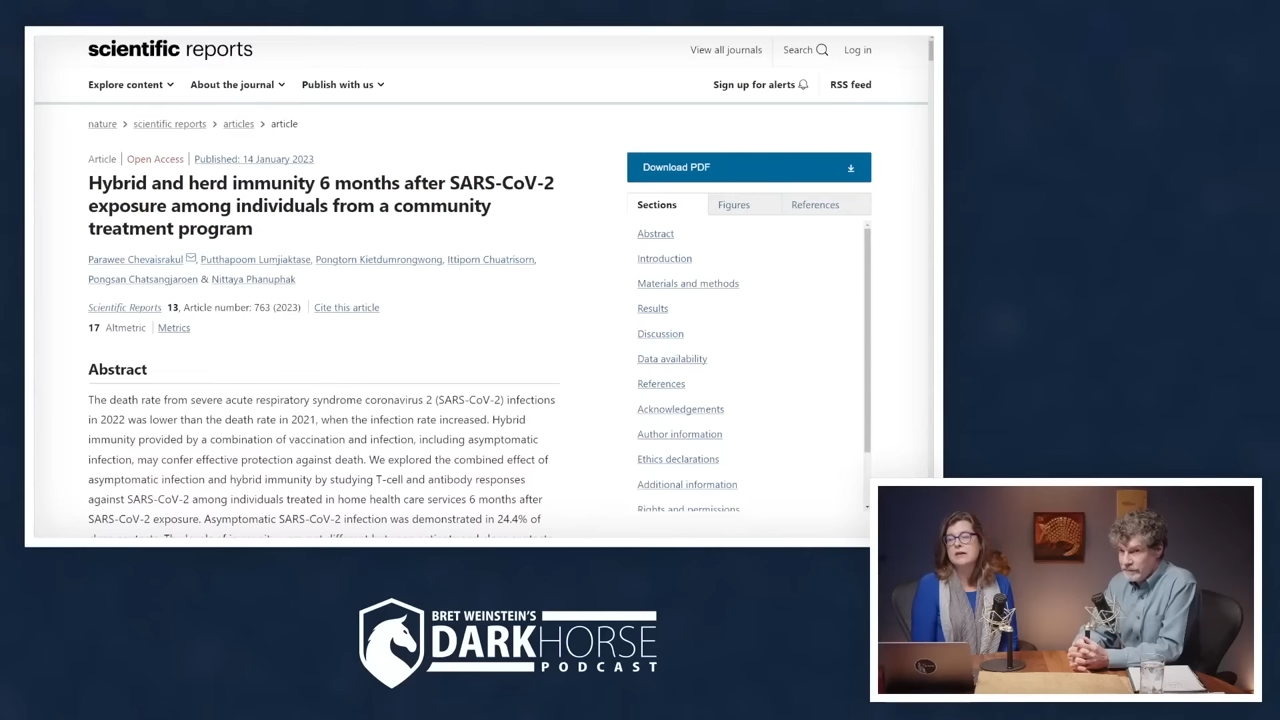 scientific reports
View all journals
Search
Log in
Explore content
About the journal
Publish with us
Sign up for alerts
RSS feed
nature > scientific reports > articles > article
Article | Open Access | Published: 14 January 2023
Hybrid and herd immunity 6 months after SARS-CoV-2
exposure among individuals from a community
treatment program
Parawee Chevaisrakul, Putthapoom Lumjiaktase, Pongtorn Kietdumrongwong, Ittiporn Chuatrisorn,
Pongsan Chatsangjaroen & Nittaya Phanuphak
Scientific Reports 13, Article number: 763 (2023) | Cite this article
17 Altmetric | Metrics
Abstract
The death rate from severe acute respiratory syndrome coronavirus 2 (SARS-CoV-2) infections
in 2022 was lower than the death rate in 2021, when the infection rate increased. Hybrid
immunity provided by a combination of vaccination and infection, including asymptomatic
infection, may confer effective protection against death. We explored the combined effect of
asymptomatic infection and hybrid immunity by studying T-cell and antibody responses
against SARS-CoV-2 among individuals treated in home health care services 6 months after
SARS-CoV-2 exposure. Asymptomatic SARS-CoV-2 infection was demonstrated in 24.4% of
Download PDF
Sections
Figures
References
Abstract
Introduction
Materials and methods
Results
Discussion
Data availability
References
Acknowledgements
Author information
Ethics declarations
Additional information
Rights and permissions
BRET WEINSTEIN'S
DARKHORSE
PODCAST